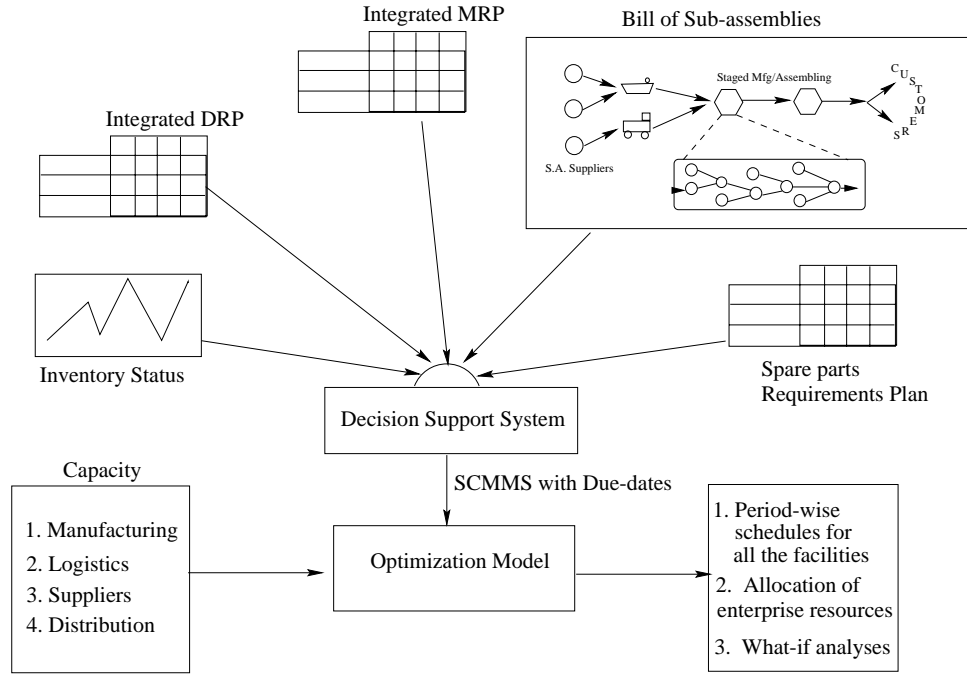 Integrated MRP
Bill of Sub-assemblies
Staged Mfg/Assembling
CUSTOMERS
S.A. Suppliers
Integrated DRP
Inventory Status
Spare parts
Requirements Plan
Decision Support System
SCMMS with Due-dates
Capacity
1. Manufacturing
2. Logistics
3. Suppliers
4. Distribution
Optimization Model
1. Period-wise
schedules for
all the facilities
2. Allocation of
enterprise resources
3. What-if analyses